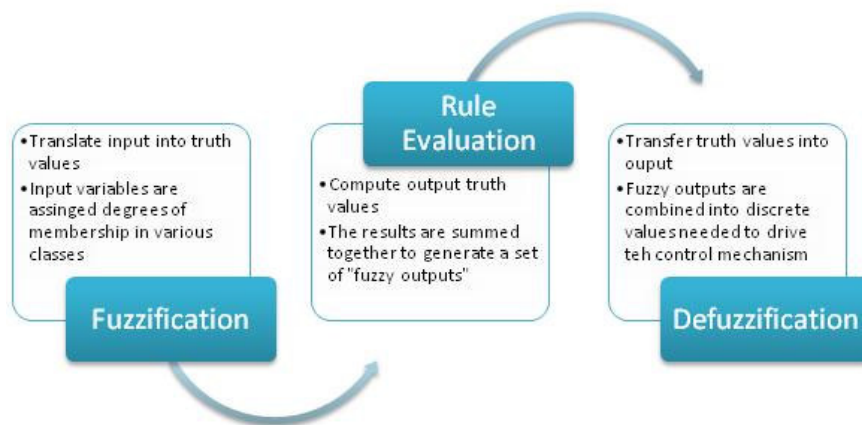 •Translate input into truth
values
•Input variables are
assinged degrees of
membership in various
classes
Fuzzification
Rule
Evaluation
•Compute output truth
values
•The results are summed
together to generate a set
of "fuzzy outputs"
•Transfer truth values into
ouput
•Fuzzy outputs are
combined into discrete
values needed to drive
teh control mechanism
Defuzzification